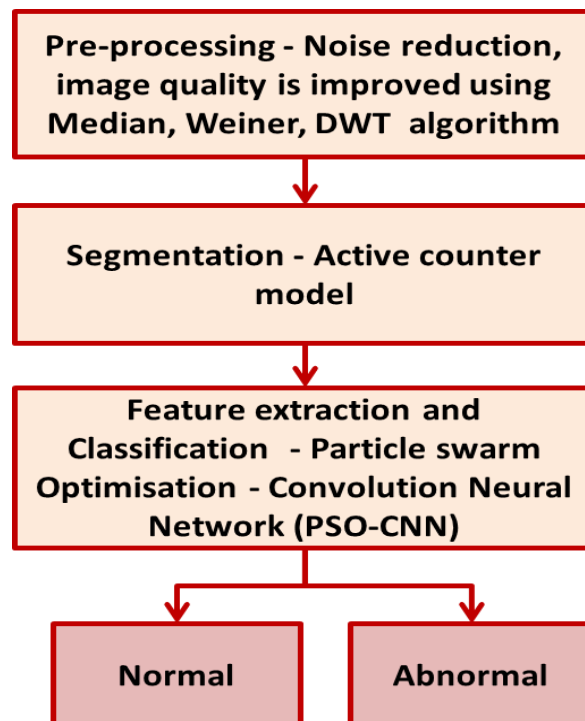 Pre-processing - Noise reduction,
image quality is improved using
Median, Weiner, DWT algorithm
Segmentation - Active counter
model
Feature extraction and
Classification - Particle swarm
Optimisation - Convolution Neural
Network (PSO-CNN)
Normal
Abnormal